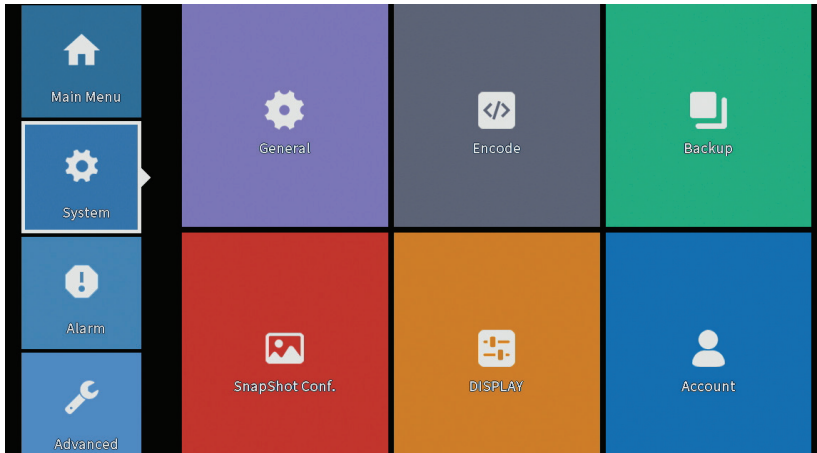 Main Menu
System
Alarm
Advanced
General
Encode
Backup
SnapShot Conf.
DISPLAY
Account